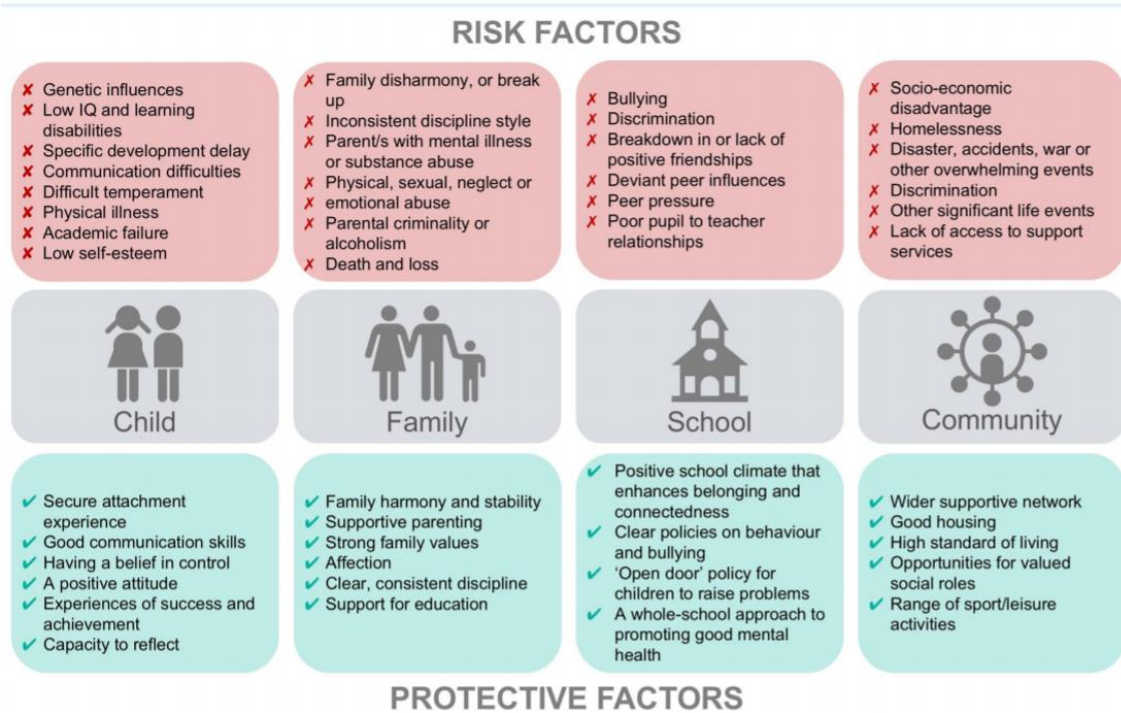 RISK FACTORS
✘ Genetic influences
✘ Low IQ and learning
disabilities
✘ Specific development delay
✘ Communication difficulties
✘ Difficult temperament
✘ Physical illness
✘ Academic failure
✘ Low self-esteem
✗ Family disharmony, or break
up
✗ Inconsistent discipline style
✗ Parent/s with mental illness
or substance abuse
✗ Physical, sexual, neglect or
✗ emotional abuse
✗ Parental criminality or
alcoholism
✗ Death and loss
✗ Bullying
✗ Discrimination
✗ Breakdown in or lack of
positive friendships
✗ Deviant peer influences
✗ Peer pressure
✗ Poor pupil to teacher
relationships
✗ Socio-economic
disadvantage
✗ Homelessness
✗ Disaster, accidents, war or
other overwhelming events
✗ Discrimination
✗ Other significant life events
✗ Lack of access to support
services
Child
Family
School
Community
✔ Secure attachment
experience
✔ Good communication skills
✔ Having a belief in control
✔ A positive attitude
✔ Experiences of success and
achievement
✔ Capacity to reflect
✔ Family harmony and stability
✔ Supportive parenting
✔ Strong family values
✔ Affection
✔ Clear, consistent discipline
✔ Support for education
✔ Positive school climate that
enhances belonging and
connectedness
✔ Clear policies on behaviour
and bullying
✔ ‘Open door’ policy for
children to raise problems
✔ A whole-school approach to
promoting good mental
health
✔ Wider supportive network
✔ Good housing
✔ High standard of living
✔ Opportunities for valued
social roles
✔ Range of sport/leisure
activities
PROTECTIVE FACTORS